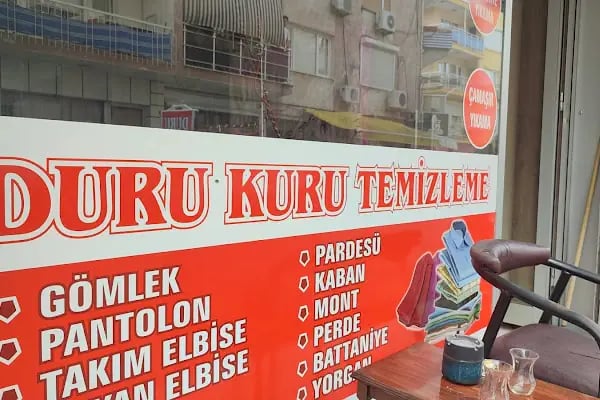 ÇAMAŞIR
YIKAMA
DURU KURU TEMİZLEME
GÖMLEK
PANTOLON
TAKIM ELBİSE
ELBİSE
PARDESÜ
KABAN
MONT
PERDE
BATTANİYE
YORGAN